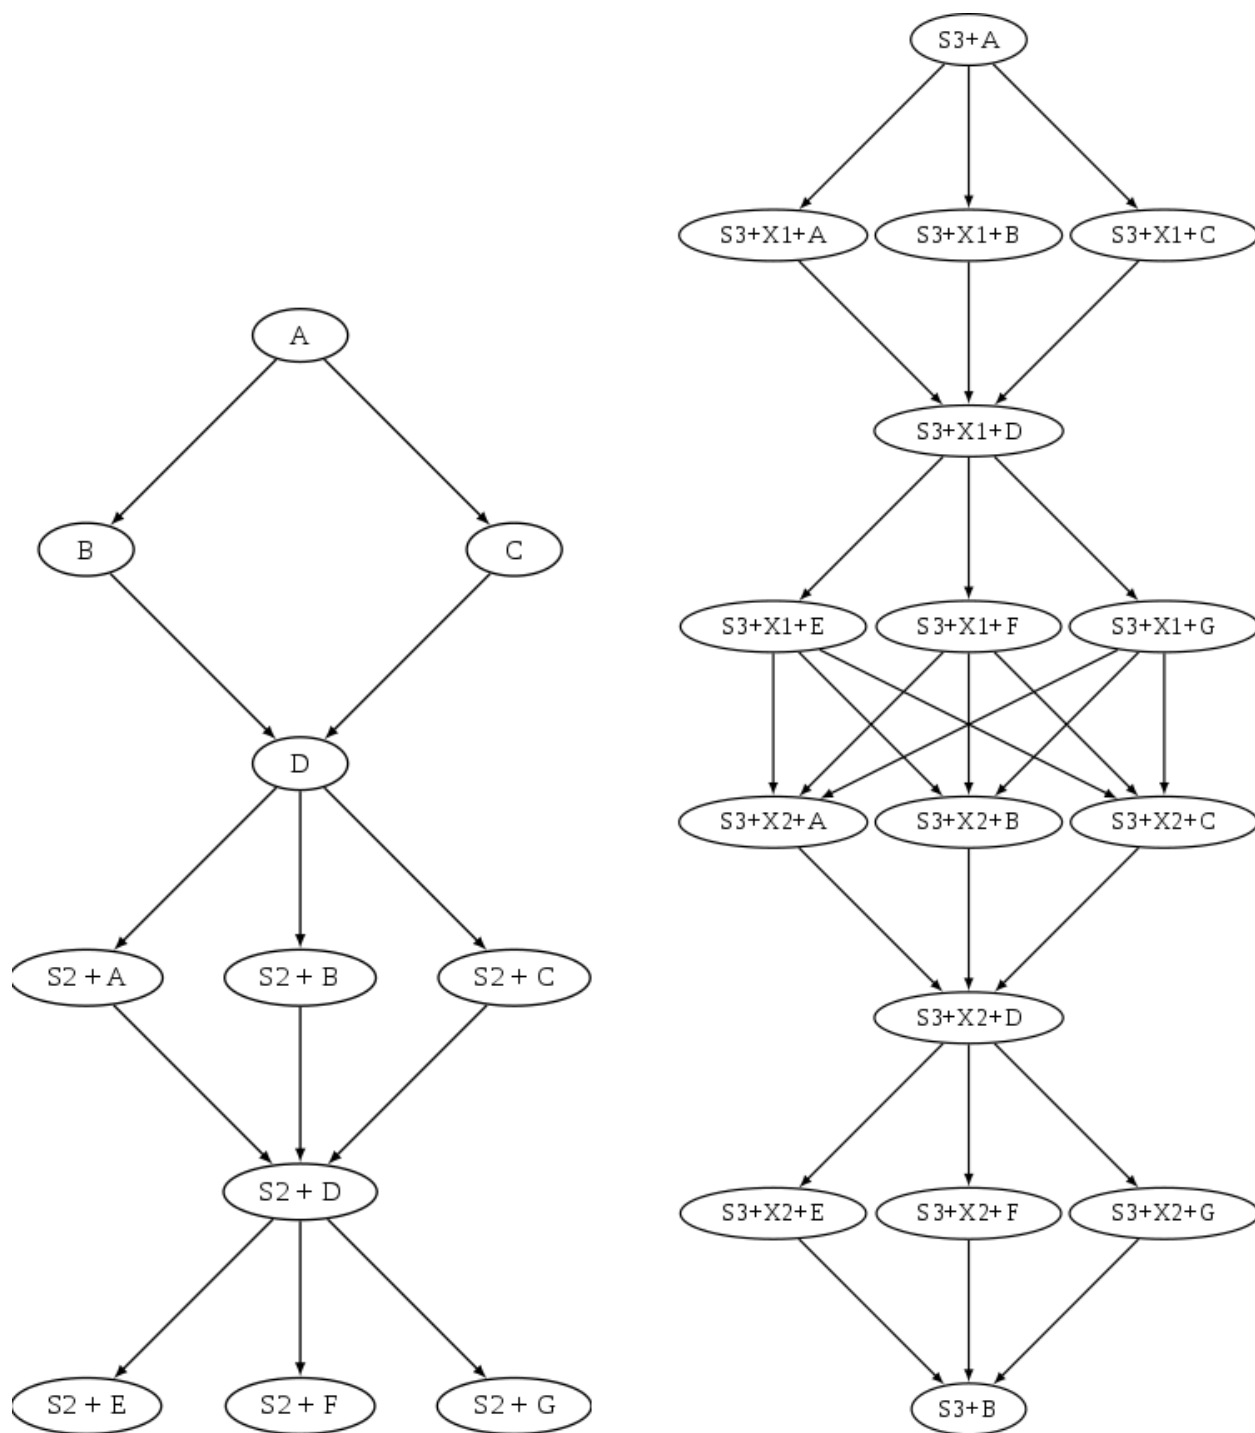 A
B
C
D
S2 + A
S2 + B
S2 + C
S2 + D
S2 + E
S2 + F
S2 + G
S3+A
S3+X1+A
S3+X1+B
S3+X1+C
S3+X1+D
S3+X1+E
S3+X1+F
S3+X1+G
S3+X2+A
S3+X2+B
S3+X2+C
S3+X2+D
S3+X2+E
S3+X2+F
S3+X2+G
S3+B